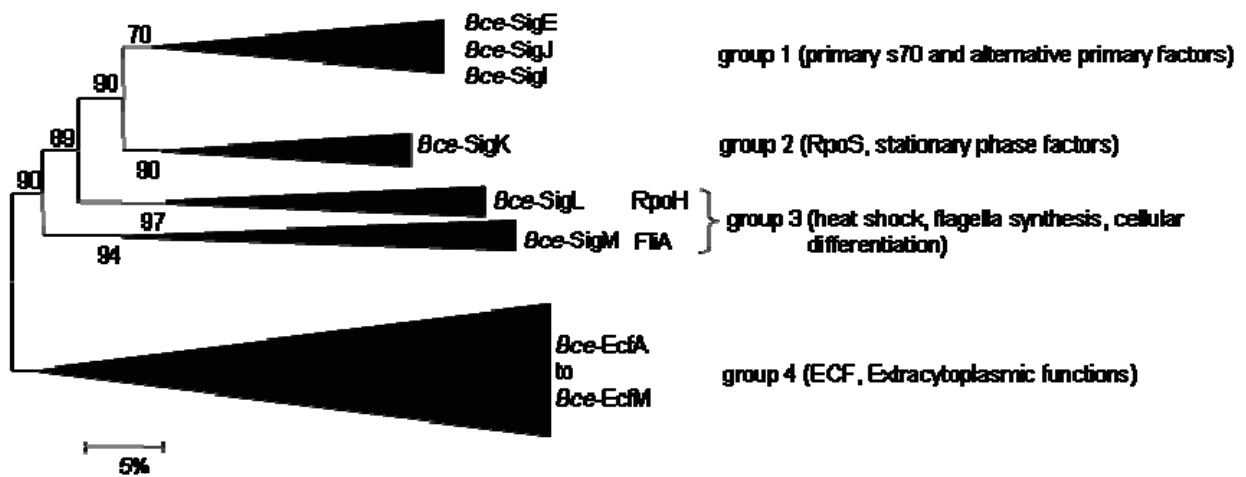 70
Bce-SigE
Bce-SigJ
Bce-SigI
group 1 (primary s70 and alternative primary factors)
90
89
Bce-SigK
group 2 (RpoS, stationary phase factors)
90
90
Bce-SigL RpoH
97
group 3 (heat shock, flagella synthesis, cellular
differentiation)
Bce-SigM FliA
94
Bce-EcfA
to
Bce-EcfM
group 4 (ECF, Extracytoplasmic functions)
5%